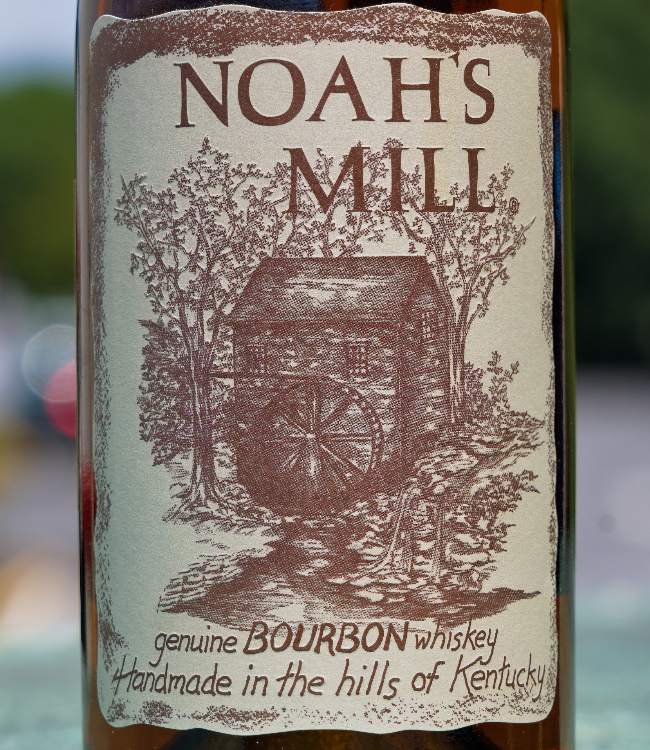 NOAH'S
MILL
genuine BOURBON whiskey
Handmade in the hills of Kentucky